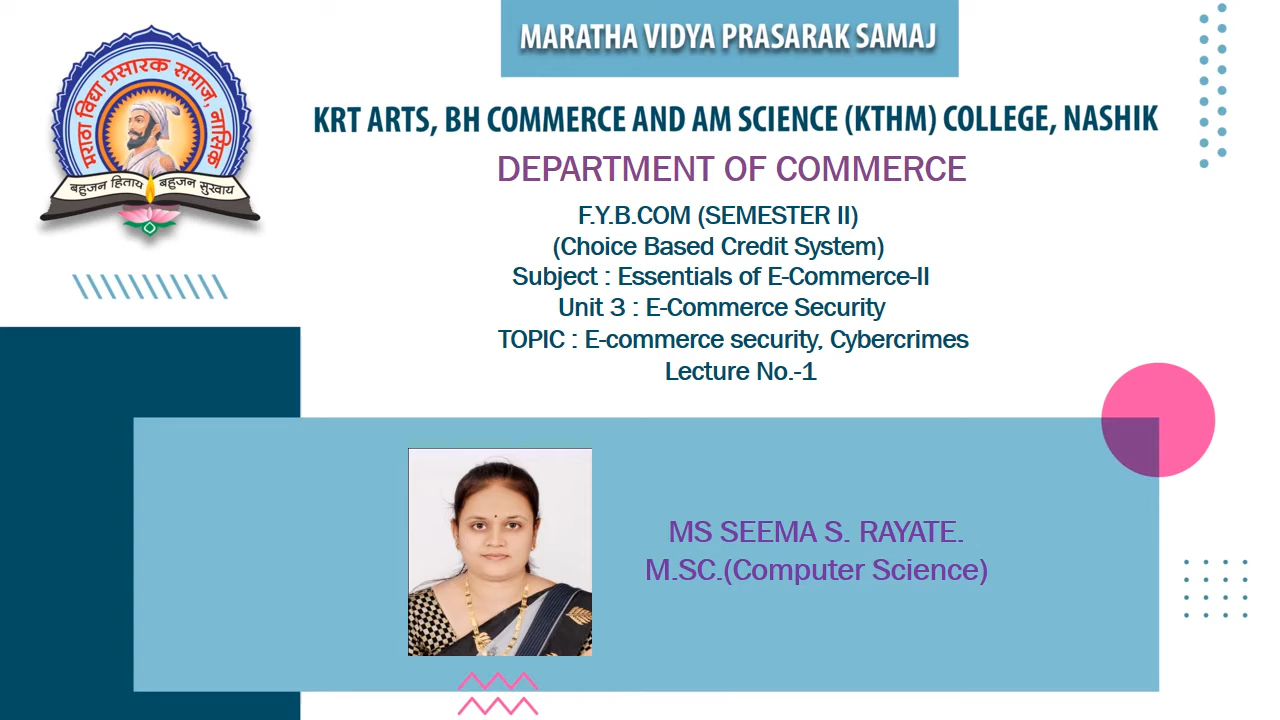 मराठा विद्या प्रसारक समाज, नाशिक
बहुजन हिताय बहुजन सुखाय
MARATHA VIDYA PRASARAK SAMAJ
KRT ARTS, BH COMMERCE AND AM SCIENCE (KTHM) COLLEGE, NASHIK
DEPARTMENT OF COMMERCE
F.Y.B.COM (SEMESTER II)
(Choice Based Credit System)
Subject : Essentials of E-Commerce-II
Unit 3 : E-Commerce Security
TOPIC : E-commerce security, Cybercrimes
Lecture No.-1
MS SEEMA S. RAYATE.
M.SC.(Computer Science)